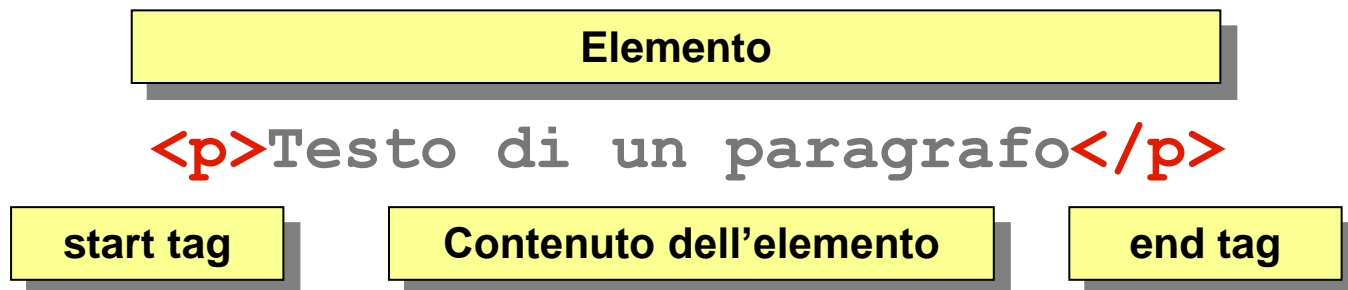 Elemento
<p>Testo di un paragrafo</p>
start tag
Contenuto dell’elemento
end tag